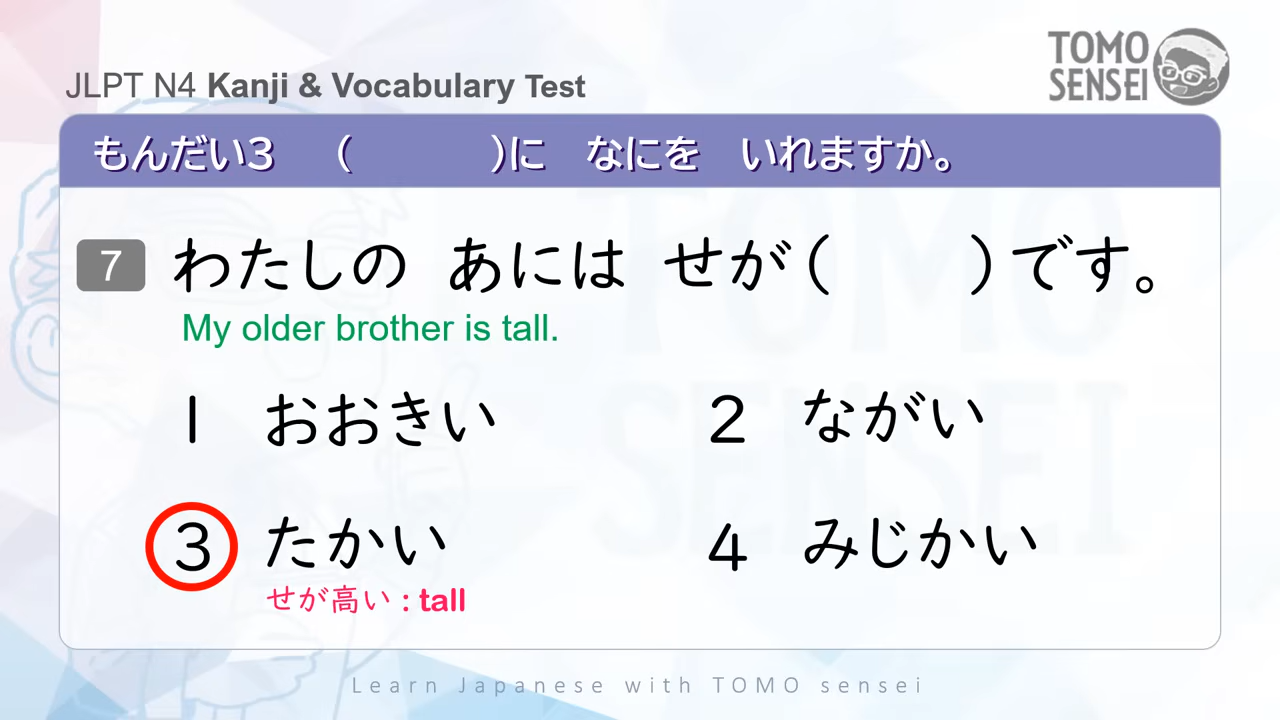 TOMO
SENSEI
JLPT N4 Kanji & Vocabulary Test
もんだい3 ( )に なにを いれますか。
7 わたしの あには せが( )です。
My older brother is tall.
1 おおきい 2 ながい
3 たかい 4 みじかい
せが高い : tall
Learn Japanese with TOMO sensei
TOMO
SENSEI